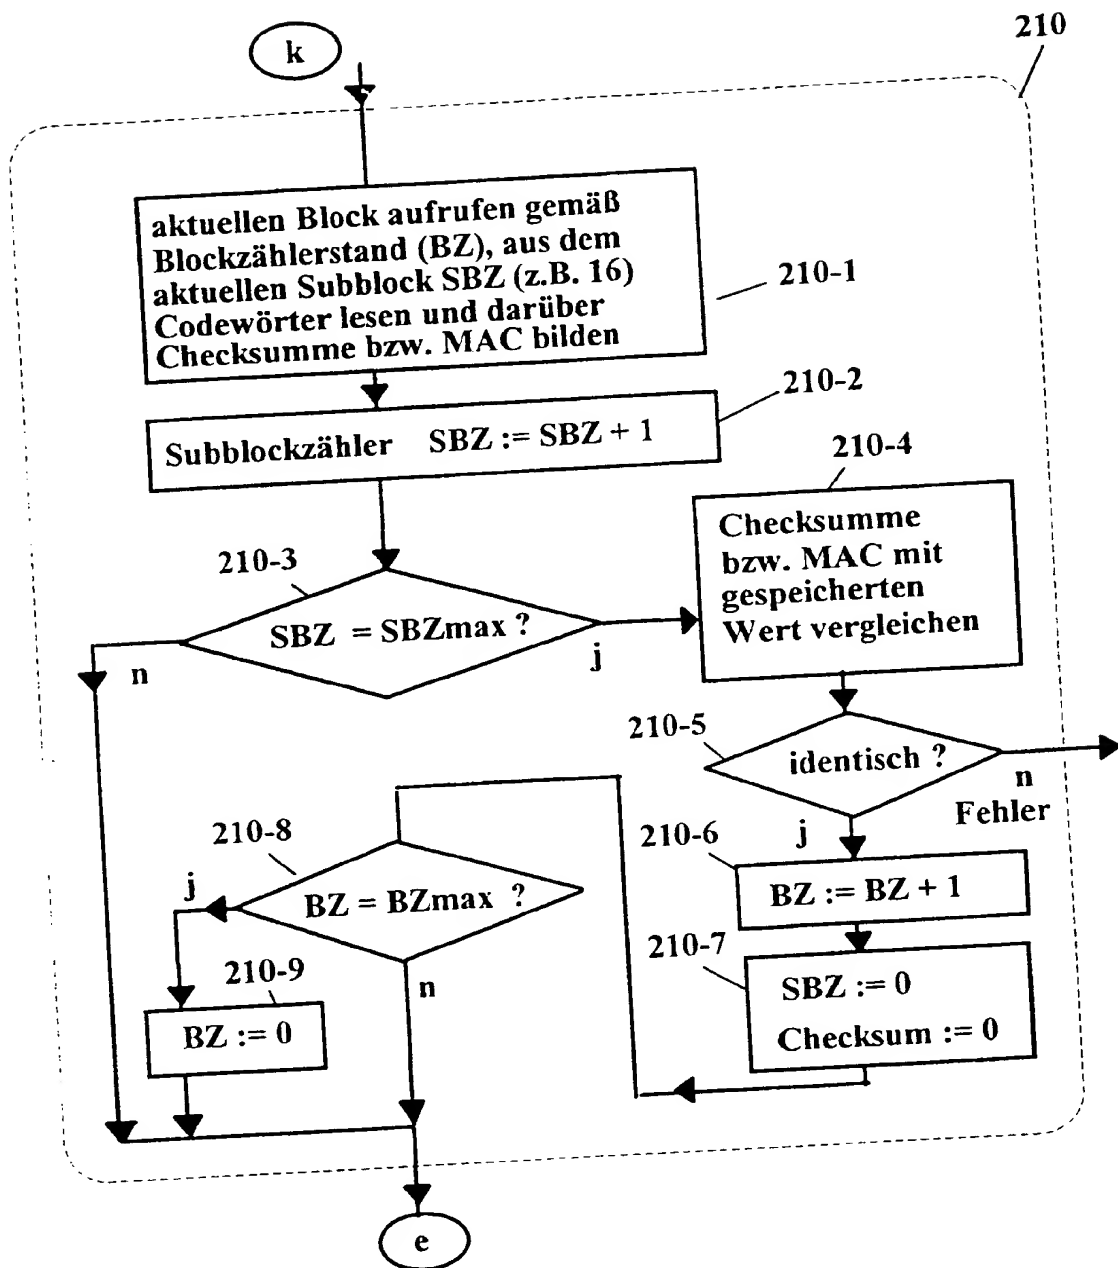 210
k
aktuellen Block aufrufen gemäß
Blockzählerstand (BZ), aus dem
aktuellen Subblock SBZ (z.B. 16)
Codewörter lesen und darüber
Checksumme bzw. MAC bilden
210-1
210-2
Subblockzähler SBZ := SBZ + 1
210-4
Checksumme
bzw. MAC mit
gespeicherten
Wert vergleichen
210-3
SBZ = SBZmax ?
n
j
210-5
identisch ?
n
Fehler
j
210-6
BZ := BZ + 1
210-7
SBZ := 0
Checksum := 0
210-8
BZ = BZmax ?
j
n
210-9
BZ := 0
e